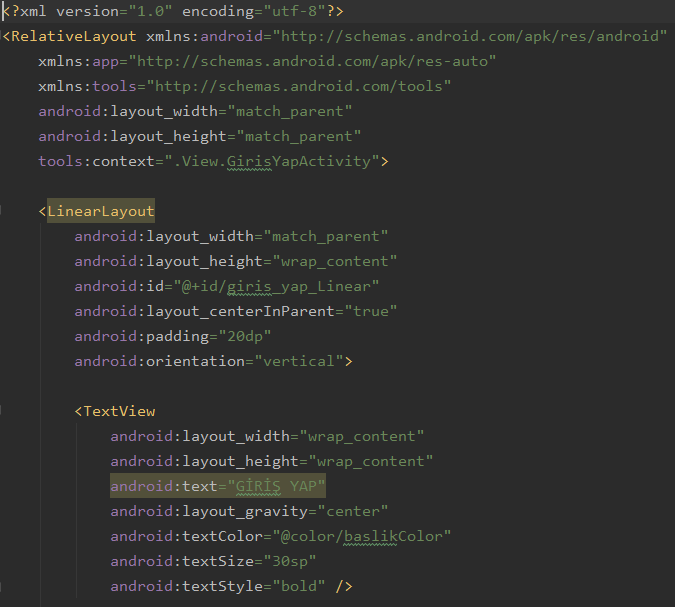 <?xml version="1.0" encoding="utf-8"?>
<RelativeLayout xmlns:android="http://schemas.android.com/apk/res/android"
    xmlns:app="http://schemas.android.com/apk/res-auto"
    xmlns:tools="http://schemas.android.com/tools"
    android:layout_width="match_parent"
    android:layout_height="match_parent"
    tools:context=".View.GirisYapActivity">

    <LinearLayout
        android:layout_width="match_parent"
        android:layout_height="wrap_content"
        android:id="@+id/giris_yap_Linear"
        android:layout_centerInParent="true"
        android:padding="20dp"
        android:orientation="vertical">

        <TextView
            android:layout_width="wrap_content"
            android:layout_height="wrap_content"
            android:text="GİRİŞ YAP"
            android:layout_gravity="center"
            android:textColor="@color/baslikColor"
            android:textSize="30sp"
            android:textStyle="bold" />